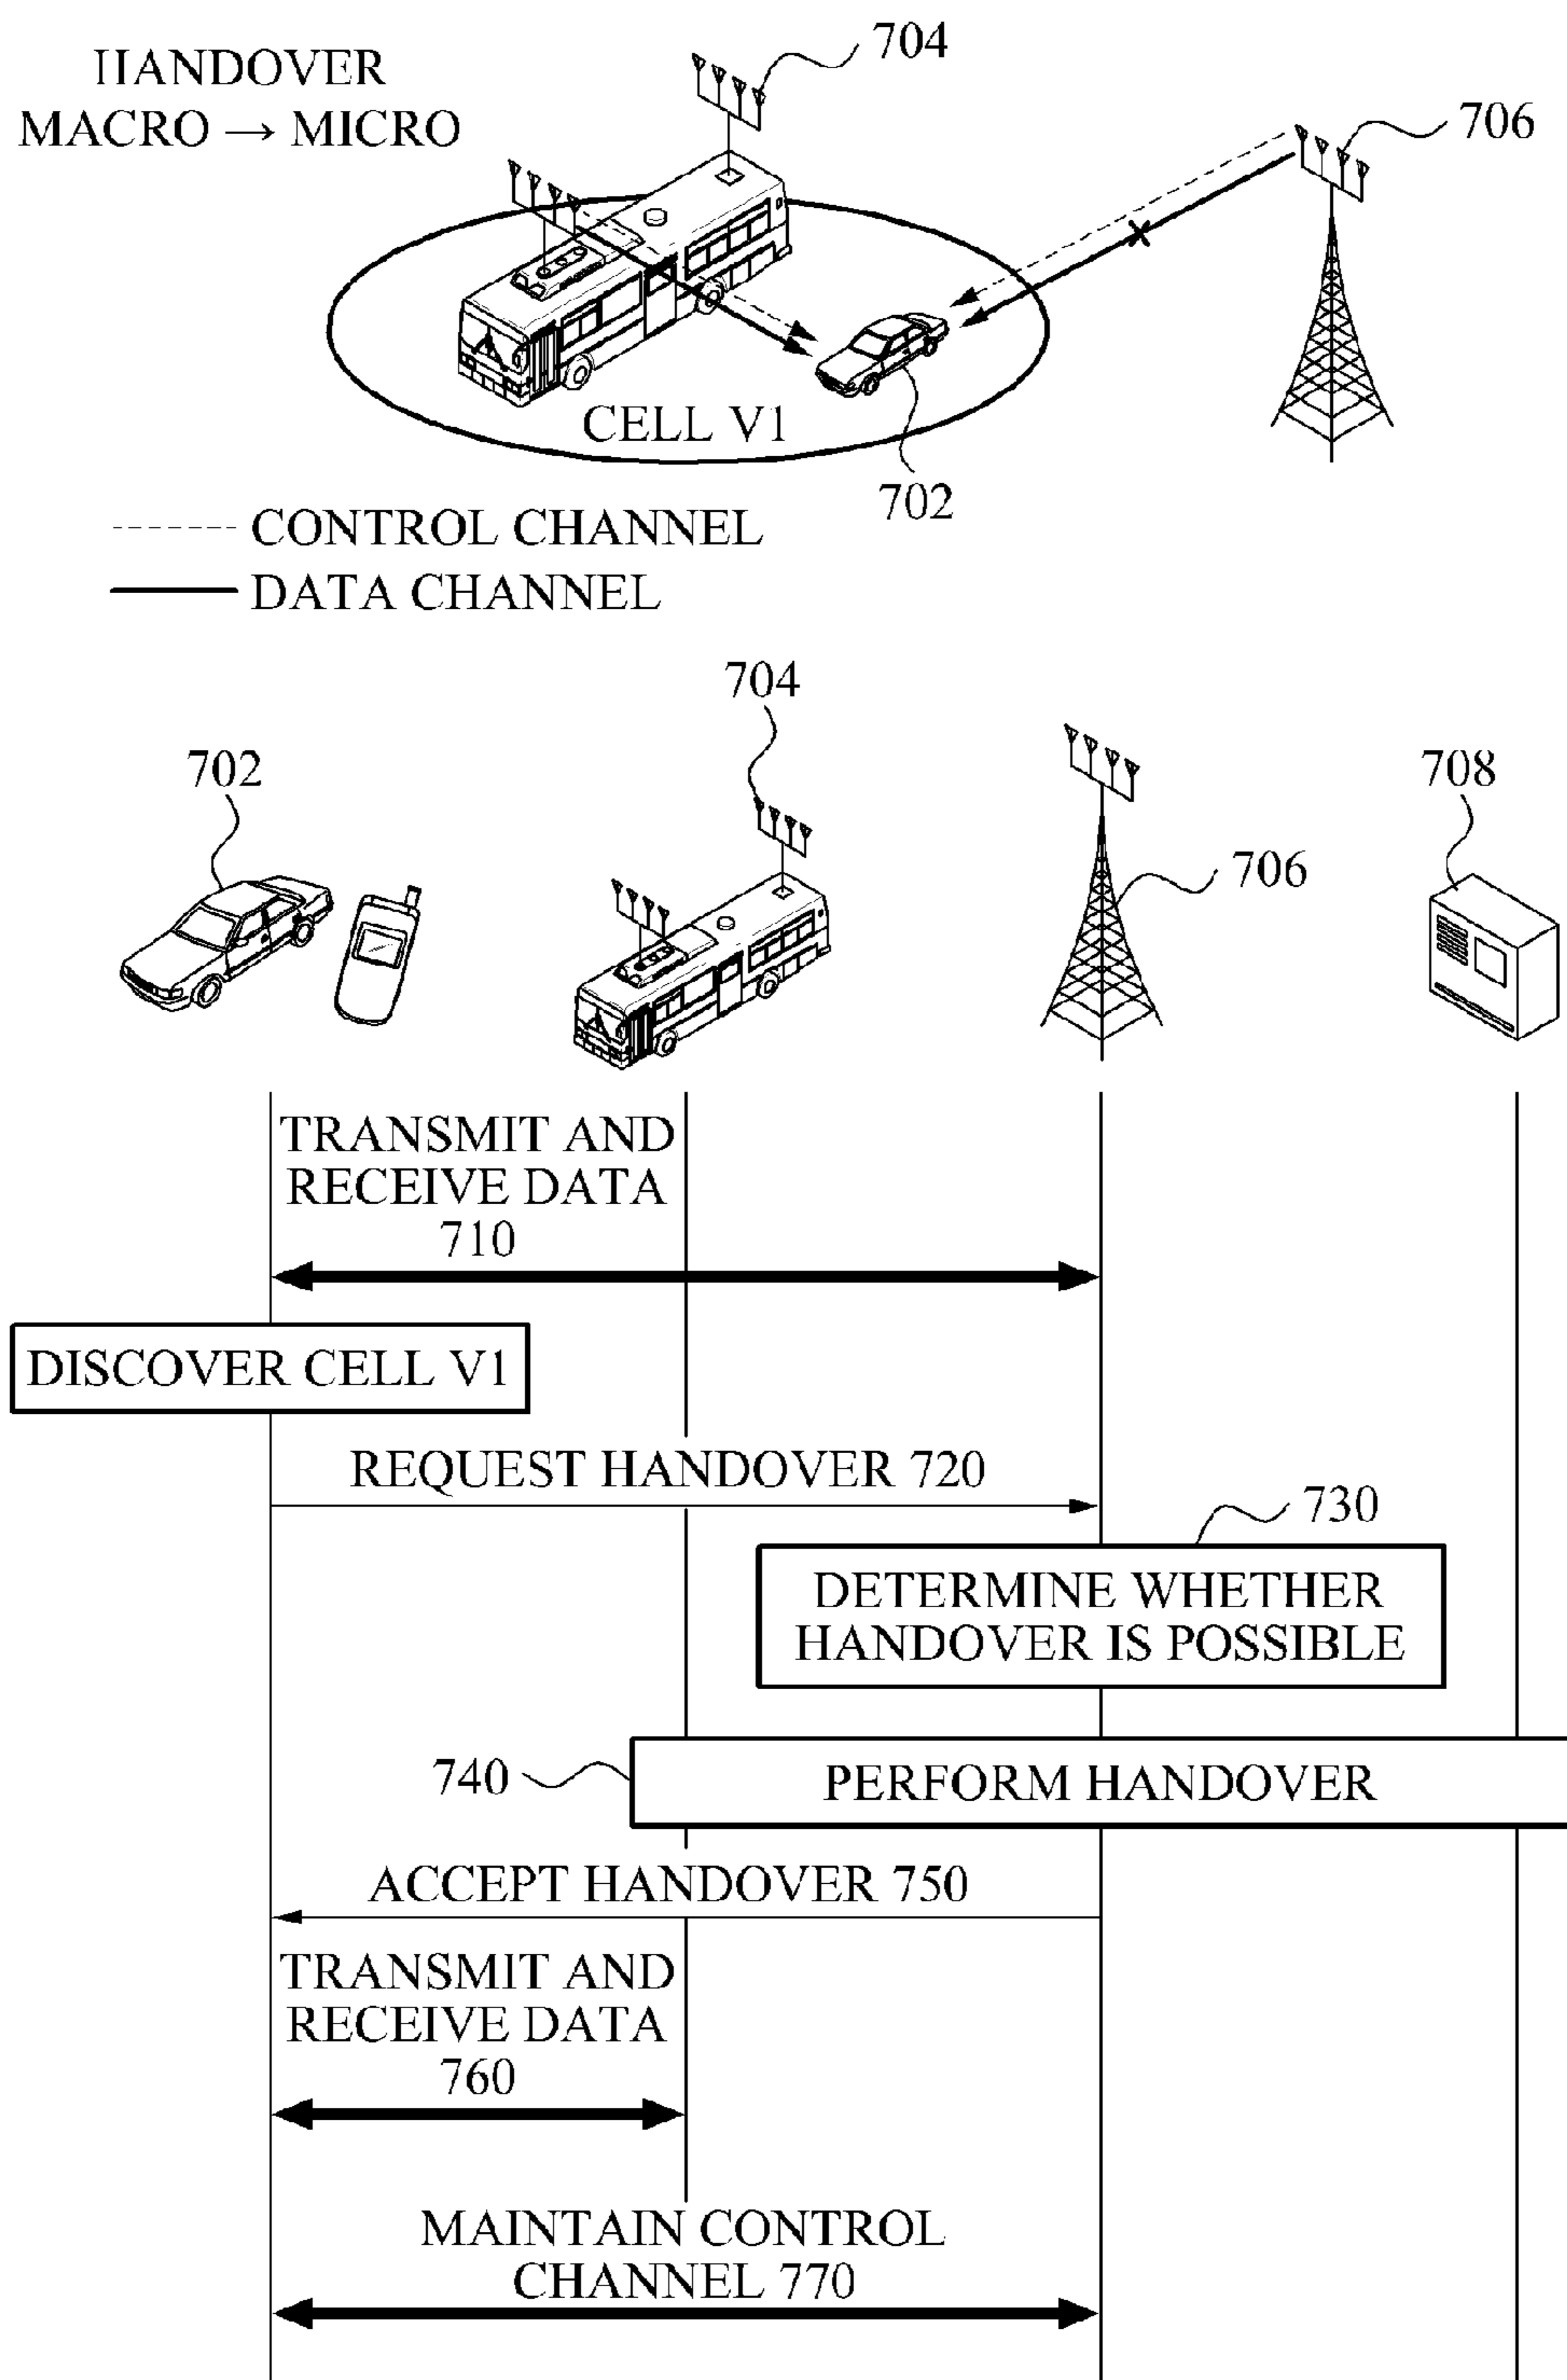 HANDOVER
MACRO → MICRO
704
706
CELL V1
702
CONTROL CHANNEL
DATA CHANNEL
704
702
708
706
TRANSMIT AND
RECEIVE DATA
710
DISCOVER CELL V1
REQUEST HANDOVER 720
730
DETERMINE WHETHER
HANDOVER IS POSSIBLE
740
PERFORM HANDOVER
ACCEPT HANDOVER 750
TRANSMIT AND
RECEIVE DATA
760
MAINTAIN CONTROL
CHANNEL 770